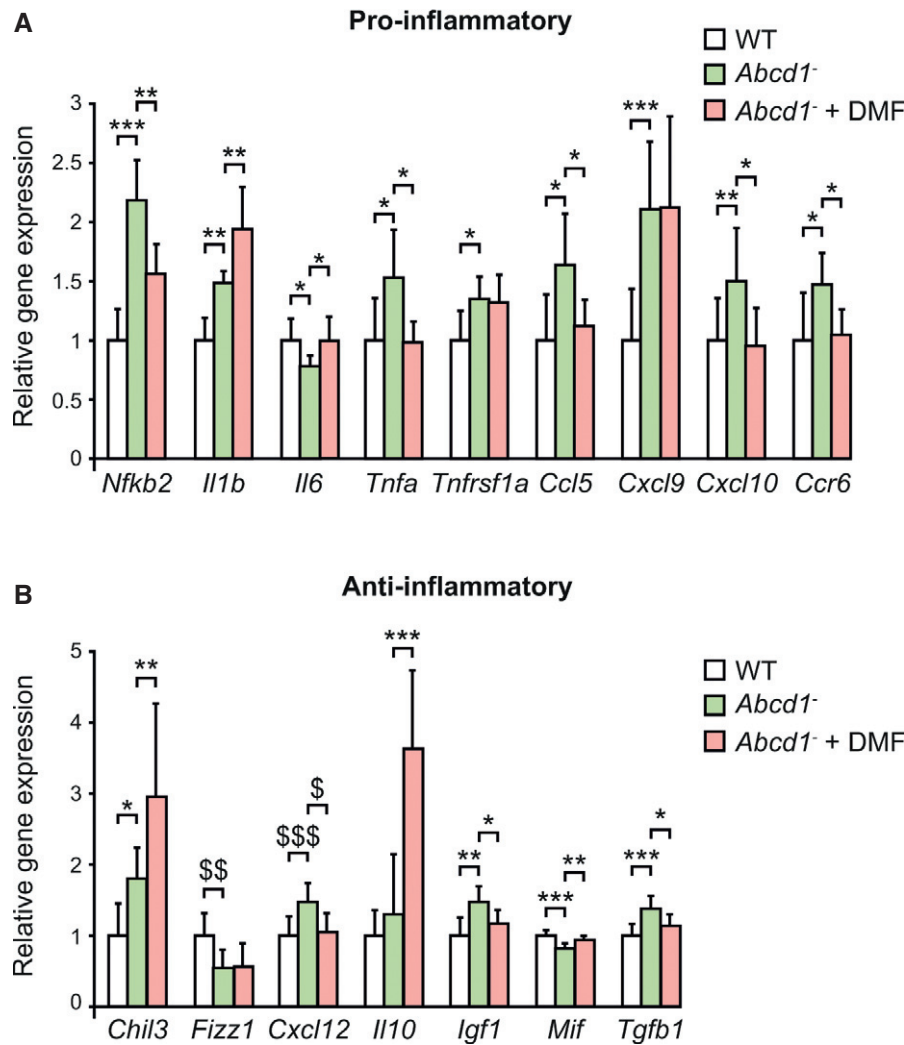 A
Pro-inflammatory
WT
Abcd1⁻
Abcd1⁻ + DMF
Relative gene expression
3
2.5
2
1.5
1
0.5
0
*** ** ** ** * * * * * * * *** ** * * *
Nfkb2 Il1b Il6 Tnfa Tnfrsf1a Ccl5 Cxcl9 Cxcl10 Ccr6
B
Anti-inflammatory
WT
Abcd1⁻
Abcd1⁻ + DMF
Relative gene expression
5
4
3
2
1
0
* ** $$ $$$ $ *** ** * *** ** *** *
Chil3 Fizz1 Cxcl12 Il10 Igf1 Mif Tgfb1